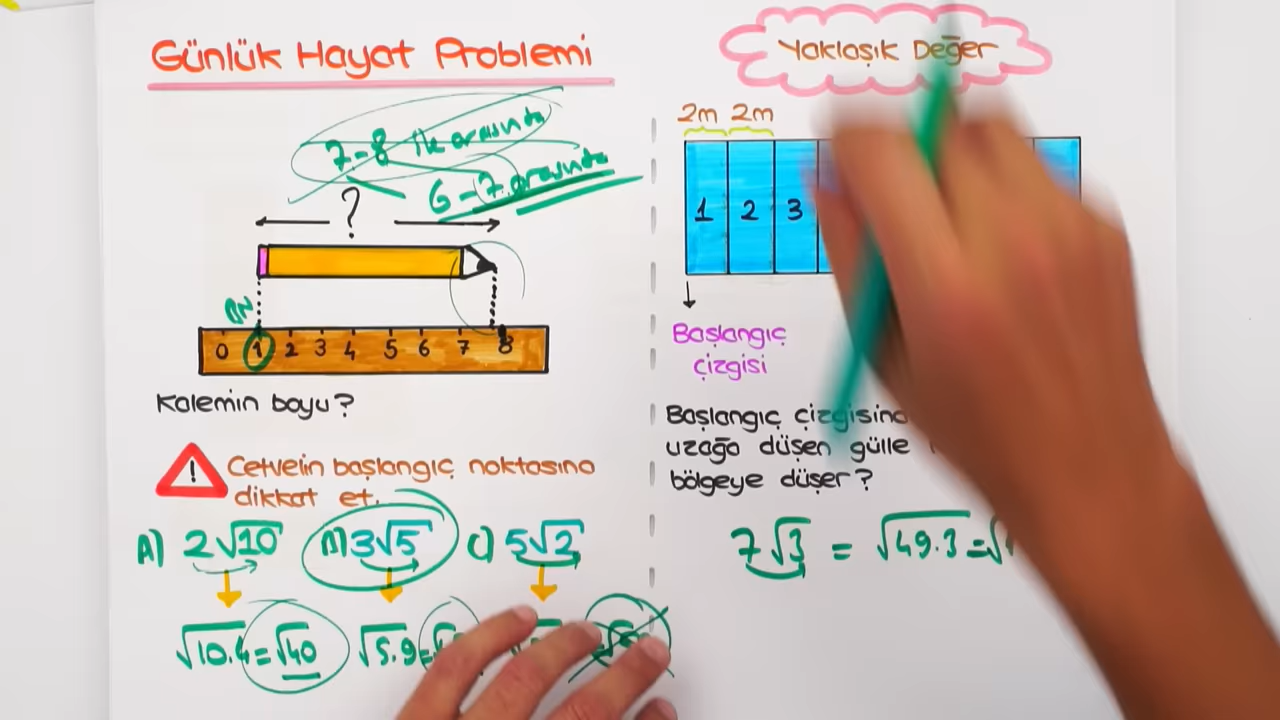 Günlük Hayat Problemi
7-8 ile arasında
6-7 arasında
?
BN
0 1 2 3 4 5 6 7 8
Kalemin boyu?
!
Cetvelin başlangıç noktasına
dikkat et.
A) 2√10 B) 3√5 C) 5√2
√10.4=√40 √5.9=
Yaklaşık Değer
2m 2m
1 2 3
Başlangıç
çizgisi
Başlangıç
uzağa düşen gülle
bölgeye düşer?
7√3 = √49.3=